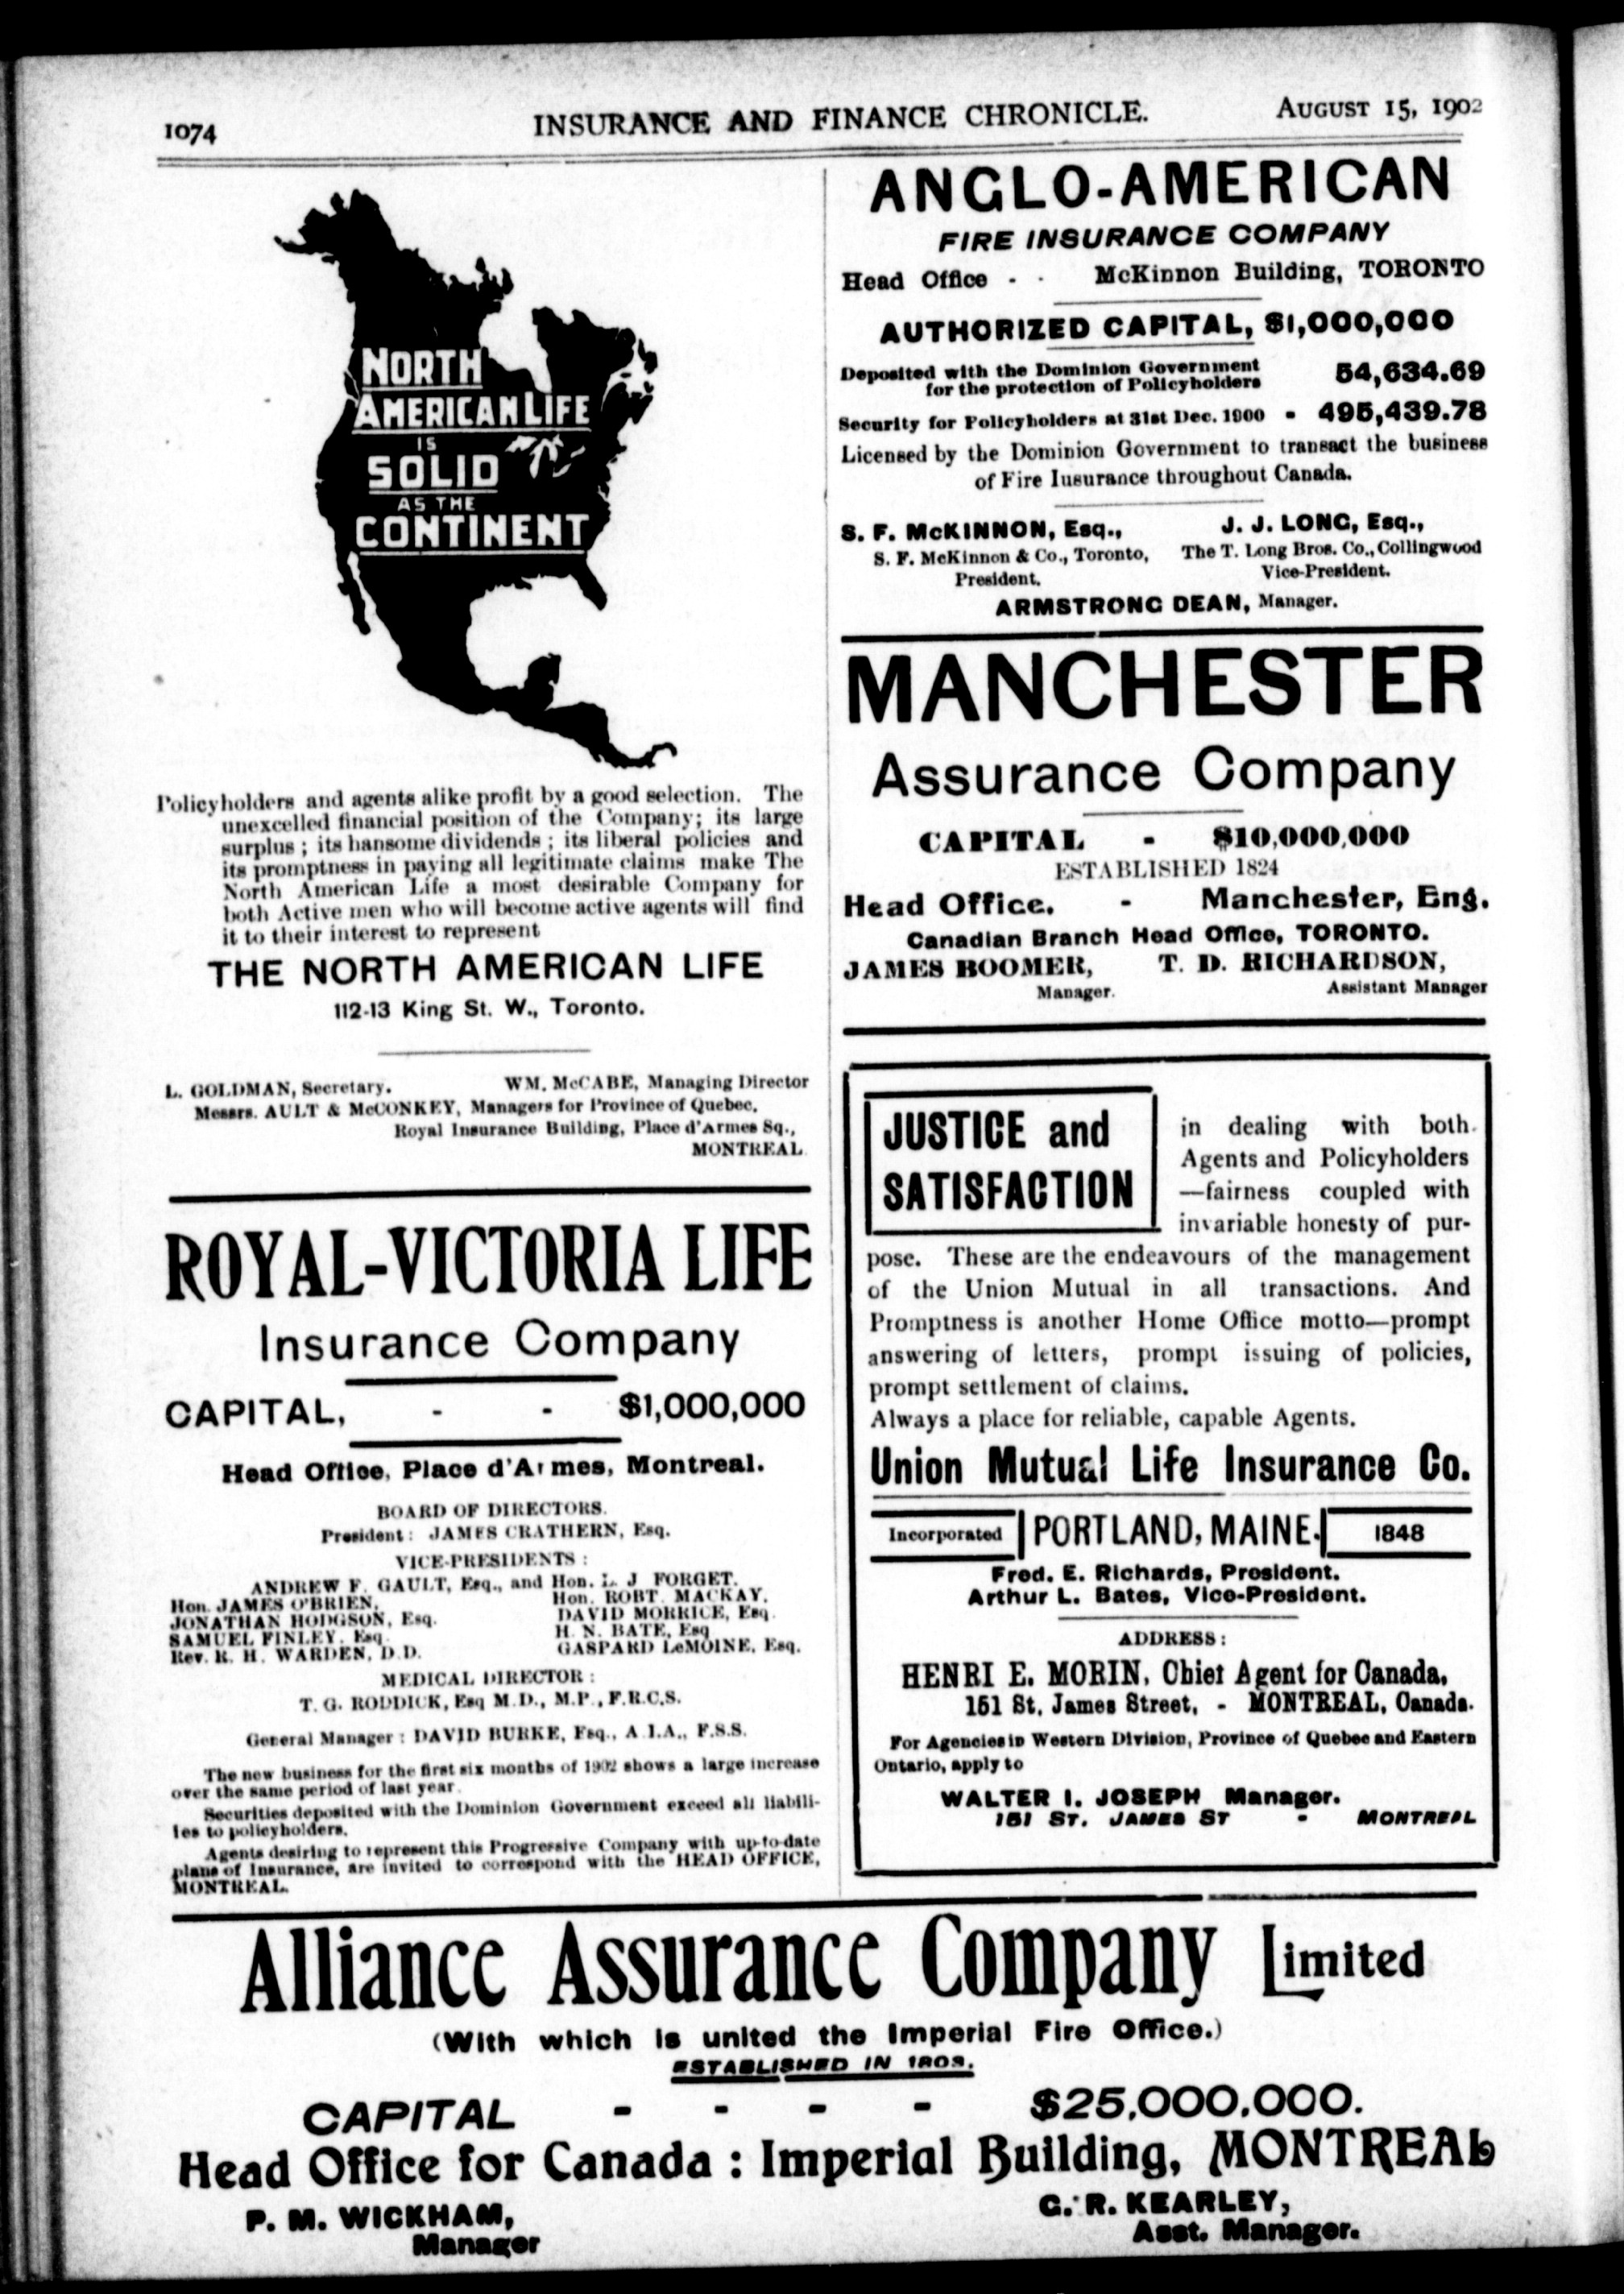 1074
INSURANCE AND FINANCE CHRONICLE.
AUGUST 15, 1902
NORTH
AMERICAN LIFE
IS
SOLID
AS THE
CONTINENT
Policyholders and agents alike profit by a good selection. The
unexcelled financial position of the Company; its large
surplus ; its hansome dividends ; its liberal policies and
its promptness in paying all legitimate claims make The
North American Life a most desirable Company for
both Active men who will become active agents will find
it to their interest to represent
THE NORTH AMERICAN LIFE
112-13 King St. W., Toronto.
L. GOLDMAN, Secretary. WM. McCABE, Managing Director
Messrs. AULT & McCONKEY, Managers for Province of Quebec,
Royal Insurance Building, Place d'Armes Sq.,
MONTREAL
ROYAL-VICTORIA LIFE
Insurance Company
CAPITAL, - - $1,000,000
Head Office, Place d'Armes, Montreal.
BOARD OF DIRECTORS.
President : JAMES CRATHERN, Esq.
VICE-PRESIDENTS :
ANDREW F. GAULT, Esq., and Hon. L. J FORGET.
Hon. JAMES O'BRIEN, Hon. ROBT. MACKAY.
JONATHAN HODGSON, Esq. DAVID MORRICE, Esq.
SAMUEL FINLEY. Esq. H. N. BATE, Esq
Rev. R. H. WARDEN, D.D. GASPARD LeMOINE, Esq.
MEDICAL DIRECTOR :
T. G. RODDICK, Esq M.D., M.P., F.R.C.S.
General Manager : DAVID BURKE, Esq., A.I.A., F.S.S.
The new business for the first six months of 1902 shows a large increase
over the same period of last year.
Securities deposited with the Dominion Government exceed all liabili-
ies to policyholders.
Agents desiring to represent this Progressive Company with up-to-date
plans of Insurance, are invited to correspond with the HEAD OFFICE,
MONTREAL.
ANGLO-AMERICAN
FIRE INSURANCE COMPANY
Head Office - - McKinnon Building, TORONTO
AUTHORIZED CAPITAL, $1,000,000
Deposited with the Dominion Government
for the protection of Policyholders 54,634.69
Security for Policyholders at 31st Dec. 1900 - 495,439.78
Licensed by the Dominion Government to transact the business
of Fire Insurance throughout Canada.
S. F. McKINNON, Esq., J. J. LONG, Esq.,
S. F. McKinnon & Co., Toronto, The T. Long Bros. Co., Collingwood
President. Vice-President.
ARMSTRONG DEAN, Manager.
MANCHESTER
Assurance Company
CAPITAL - $10,000,000
ESTABLISHED 1824
Head Office. - Manchester, Eng.
Canadian Branch Head Office, TORONTO.
JAMES BOOMER, T. D. RICHARDSON,
Manager. Assistant Manager
JUSTICE and
SATISFACTION
in dealing with both
Agents and Policyholders
—fairness coupled with
invariable honesty of pur-
pose. These are the endeavours of the management
of the Union Mutual in all transactions. And
Promptness is another Home Office motto—prompt
answering of letters, prompt issuing of policies,
prompt settlement of claims.
Always a place for reliable, capable Agents.
Union Mutual Life Insurance Co.
Incorporated PORTLAND, MAINE. 1848
Fred. E. Richards, President.
Arthur L. Bates, Vice-President.
ADDRESS :
HENRI E. MORIN, Chief Agent for Canada,
151 St. James Street, - MONTREAL, Canada.
For Agencies in Western Division, Province of Quebec and Eastern
Ontario, apply to
WALTER I. JOSEPH Manager.
151 ST. JAMES ST - MONTREAL
Alliance Assurance Company Limited
(With which is united the Imperial Fire Office.)
ESTABLISHED IN
CAPITAL - - - - $25,000,000.
Head Office for Canada : Imperial Building, MONTREAL
P. M. WICKHAM, G. R. KEARLEY,
Manager Asst. Manager.